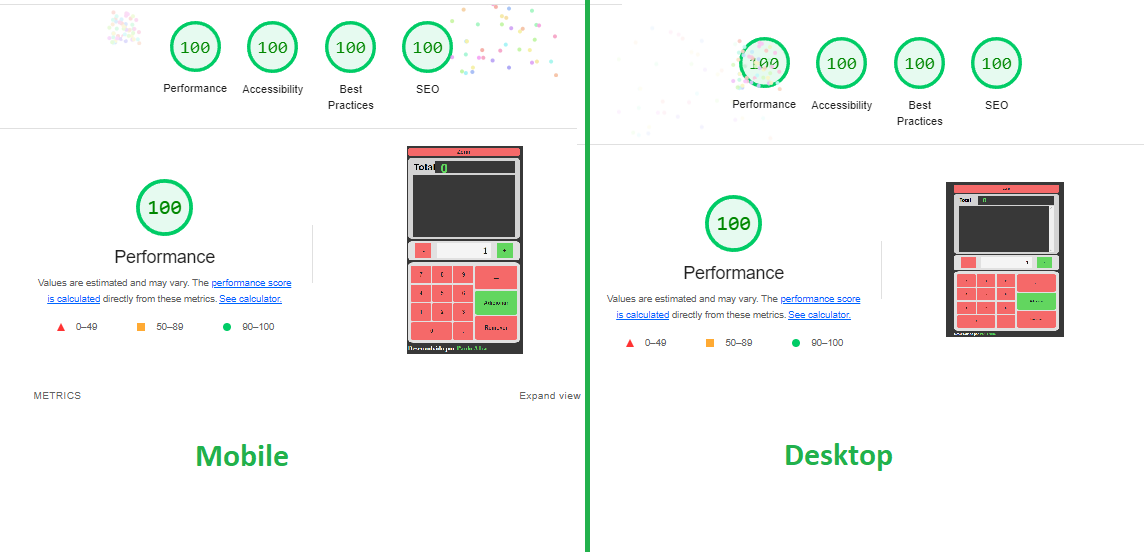 100
100
100
100
Performance
Accessibility
Best
Practices
SEO
100
Performance
Values are estimated and may vary. The performance score
is calculated directly from these metrics. See calculator.
0–49
50–89
90–100
Total
0
-
1
+
7 8 9
4 5 6
1 2 3
0 .
Adicionar
Remover
Desenvolvido por
METRICS
Expand view
Mobile
100
100
100
100
Performance
Accessibility
Best
Practices
SEO
100
Performance
Values are estimated and may vary. The performance score
is calculated directly from these metrics. See calculator.
0–49
50–89
90–100
Total
0
Desktop